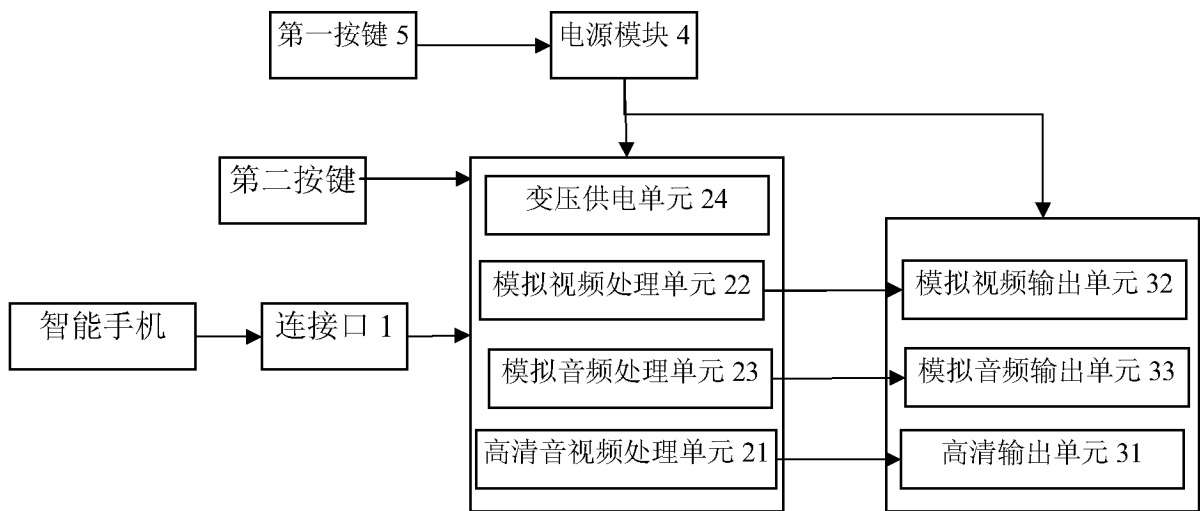 第一按键 5
电源模块 4
第二按键
变压供电单元 24
模拟视频处理单元 22
模拟视频输出单元 32
智能手机
连接口 1
模拟音频处理单元 23
模拟音频输出单元 33
高清音视频处理单元 21
高清输出单元 31